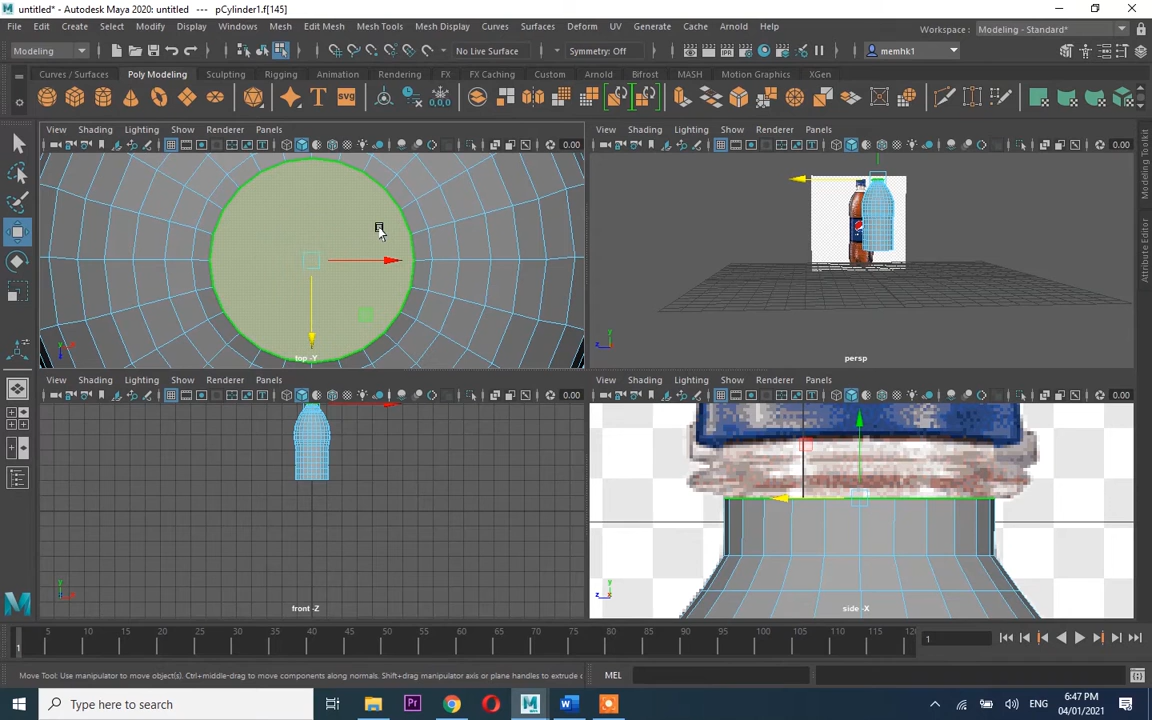 untitled* - Autodesk Maya 2020: untitled --- pCylinder1.f[145]
File Edit Create Select Modify Display Windows Mesh Edit Mesh Mesh Tools Mesh Display Curves Surfaces Deform UV Generate Cache Arnold Help
Workspace: Modeling - Standard*
Modeling No Live Surface Symmetry: Off memhk1
Curves / Surfaces Poly Modeling Sculpting Rigging Animation Rendering FX FX Caching Custom Arnold Bifrost MASH Motion Graphics XGen
T SVG 0,0,0
View Shading Lighting Show Renderer Panels
0.00
top -Y
View Shading Lighting Show Renderer Panels
0.00
persp
View Shading Lighting Show Renderer Panels
0.00
front -Z
View Shading Lighting Show Renderer Panels
0.00
side -X
Modeling Toolkit
Attribute Editor
5 10 15 20 25 30 35 40 45 50 55 60 65 70 75 80 85 90 95 100 105 110 115 120
1
1
Move Tool: Use manipulator to move object(s). Ctrl+middle-drag to move components along normals. Shift+drag manipulator axis or plane handles to extrude
MEL
Type here to search
Pr
ENG
6:47 PM
04/01/2021